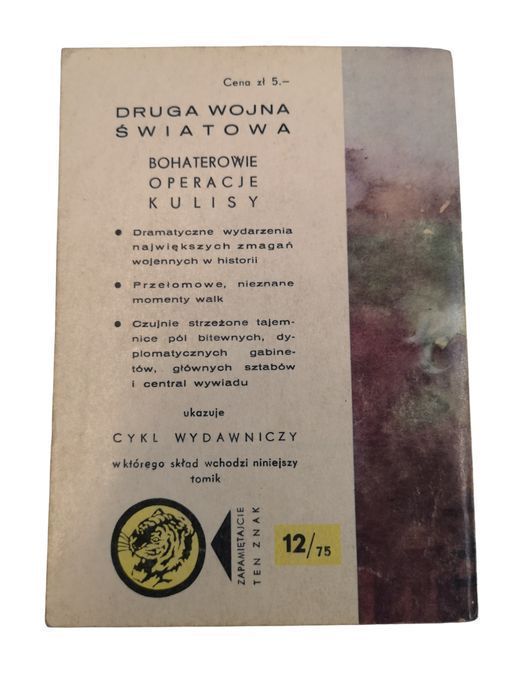 Cena zł 5.—
DRUGA WOJNA
ŚWIATOWA
BOHATEROWIE
OPERACJE
KULISY
● Dramatyczne wydarzenia
największych zmagań
wojennych w historii
● Przełomowe, nieznane
momenty walk
● Czujnie strzeżone tajem-
nice pól bitewnych, dy-
plomatycznych gabine-
tów, głównych sztabów
i central wywiadu
ukazuje
CYKL WYDAWNICZY
w którego skład wchodzi niniejszy
tomik
ZAPAMIĘTAJCIE
TEN ZNAK
12/75